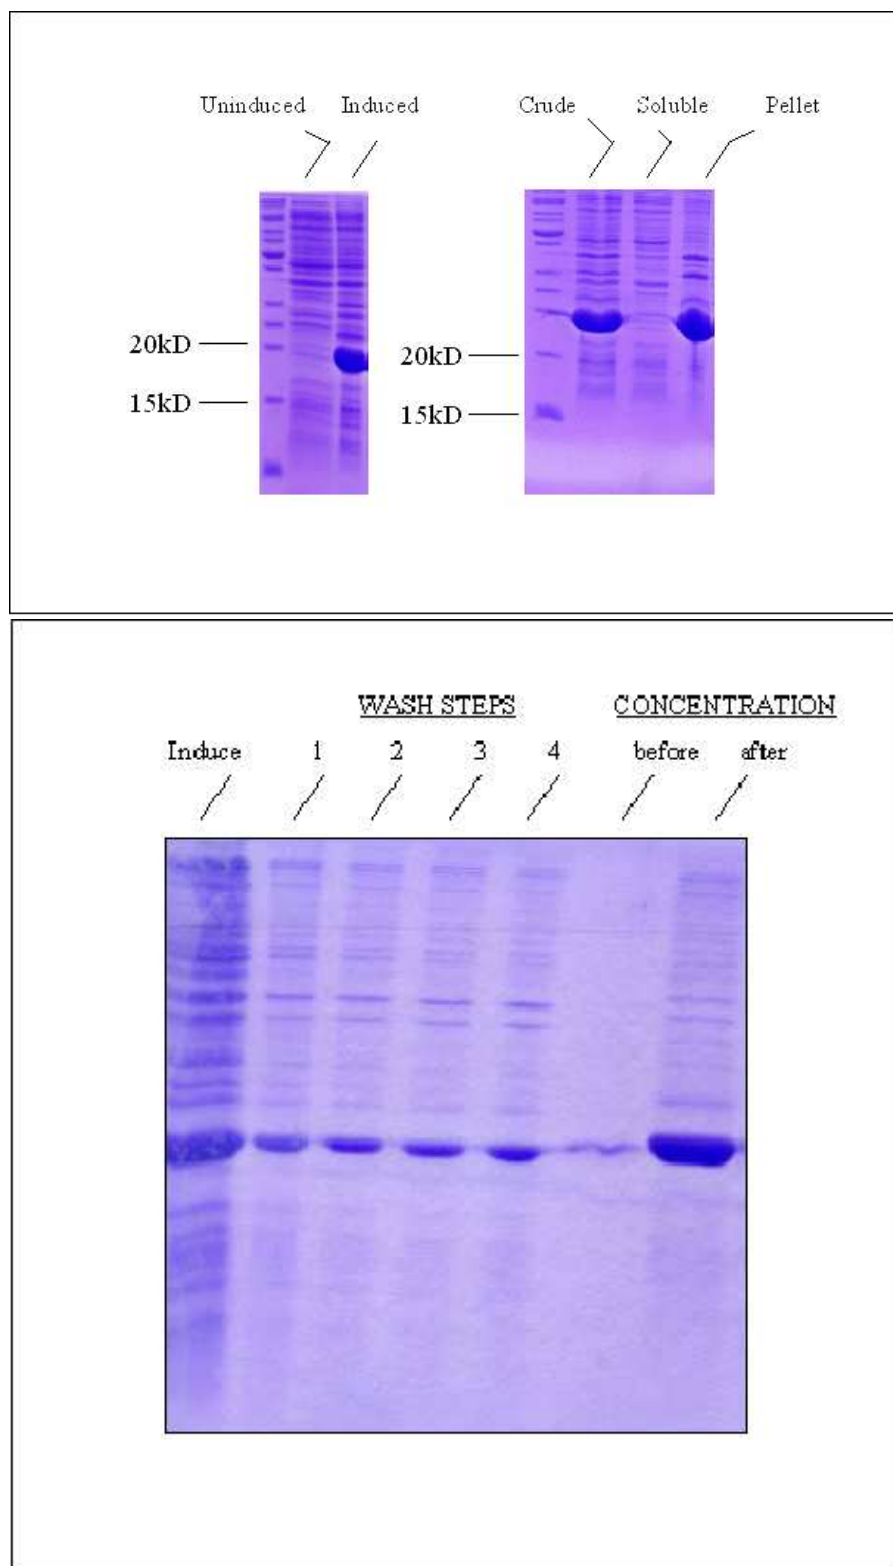 Uninduced Induced Crude Soluble Pellet
20kD 20kD
15kD 15kD
WASH STEPS CONCENTRATION
Induce 1 2 3 4 before after